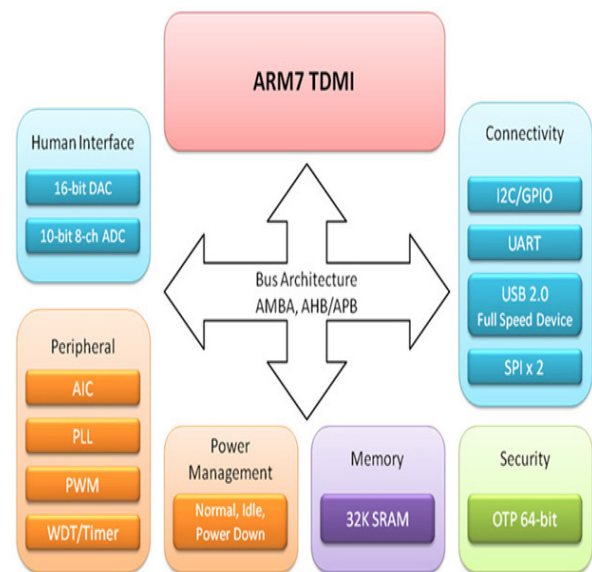 ARM7 TDMI
Human Interface
16-bit DAC
10-bit 8-ch ADC
Connectivity
I2C/GPIO
UART
USB 2.0
Full Speed Device
SPI x 2
Bus Architecture
AMBA, AHB/APB
Peripheral
AIC
PLL
PWM
WDT/Timer
Power
Management
Normal, Idle,
Power Down
Memory
32K SRAM
Security
OTP 64-bit